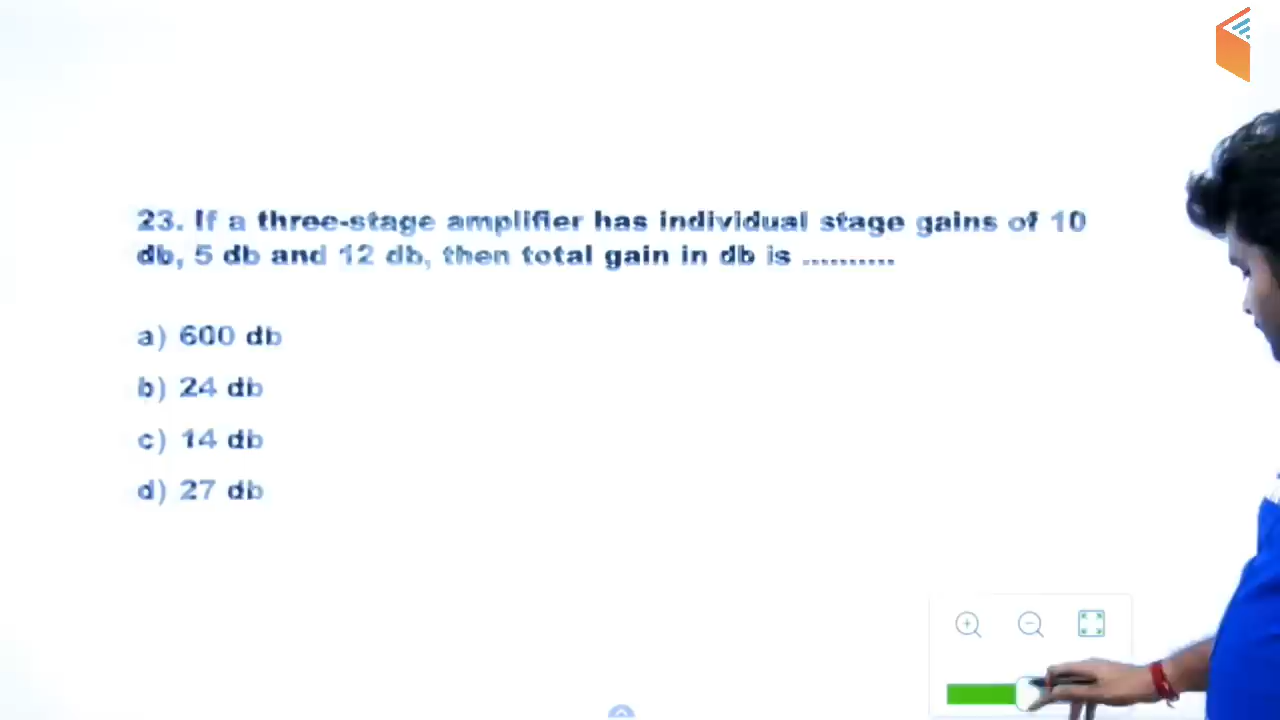 23. If a three-stage amplifier has individual stage gains of 10
db, 5 db and 12 db, then total gain in db is ..........
a) 600 db
b) 24 db
c) 14 db
d) 27 db